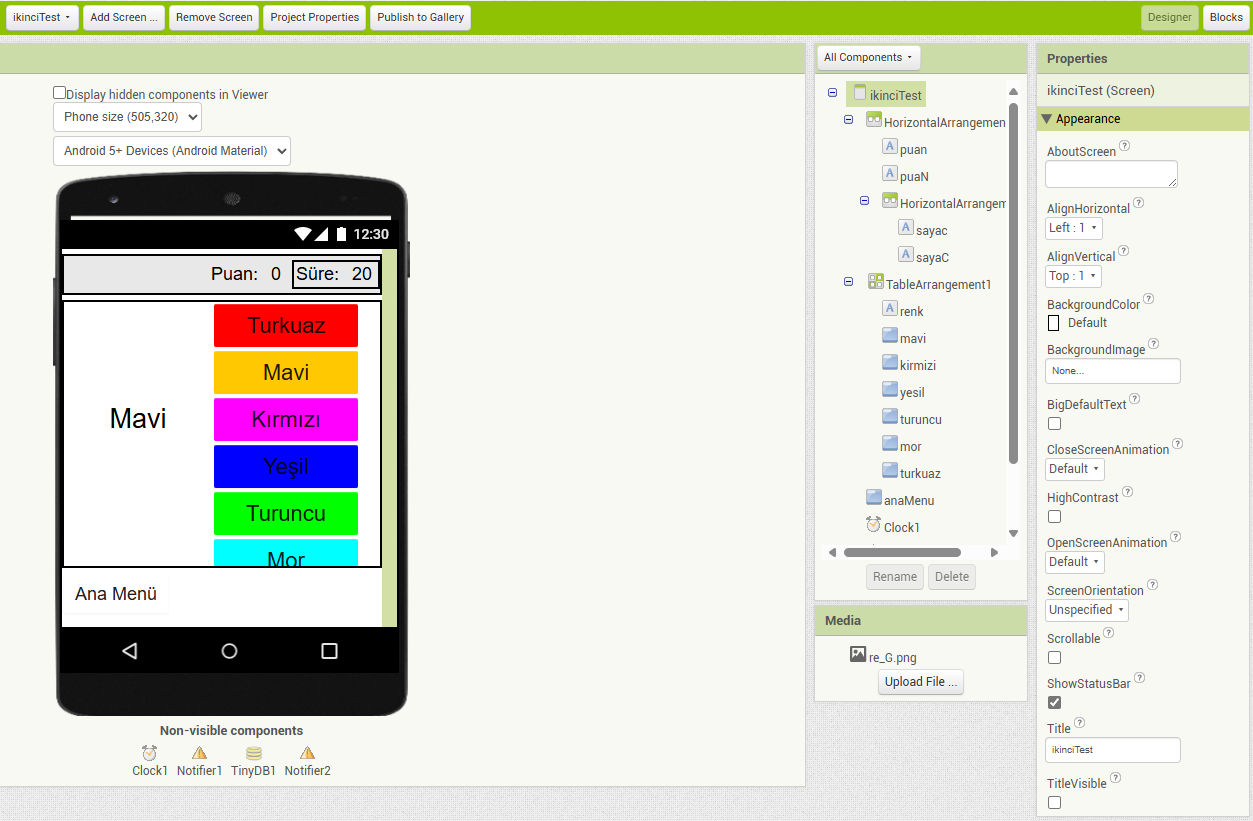 ikinciTest
Add Screen ...
Remove Screen
Project Properties
Publish to Gallery
Designer
Blocks
Display hidden components in Viewer
Phone size (505,320)
Android 5+ Devices (Android Material)
12:30
Puan: 0 Süre: 20
Mavi
Turkuaz
Mavi
Kırmızı
Yeşil
Turuncu
Mor
Ana Menü
Non-visible components
Clock1
Notifier1
TinyDB1
Notifier2
All Components
ikinciTest
HorizontalArrangemen
A puan
A puaN
HorizontalArrangem
A sayac
A sayaC
TableArrangement1
A renk
mavi
kirmizi
yesil
turuncu
mor
turkuaz
anaMenu
Clock1
Rename
Delete
Media
re_G.png
Upload File ...
Properties
ikinciTest (Screen)
Appearance
AboutScreen ?
AlignHorizontal ?
Left : 1
AlignVertical ?
Top : 1
BackgroundColor ?
Default
BackgroundImage ?
None...
BigDefaultText ?
CloseScreenAnimation ?
Default
HighContrast ?
OpenScreenAnimation ?
Default
ScreenOrientation ?
Unspecified
Scrollable ?
ShowStatusBar ?
Title ?
ikinciTest
TitleVisible ?